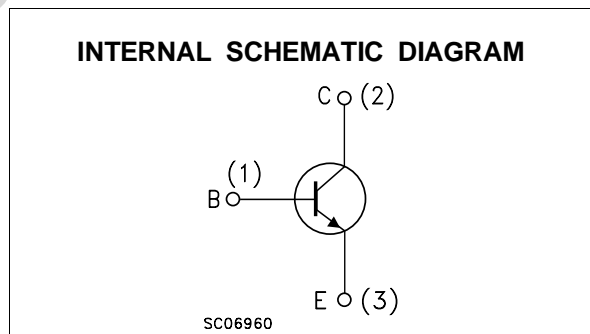 INTERNAL SCHEMATIC DIAGRAM
C (2)
(1)
B
E (3)
SC06960